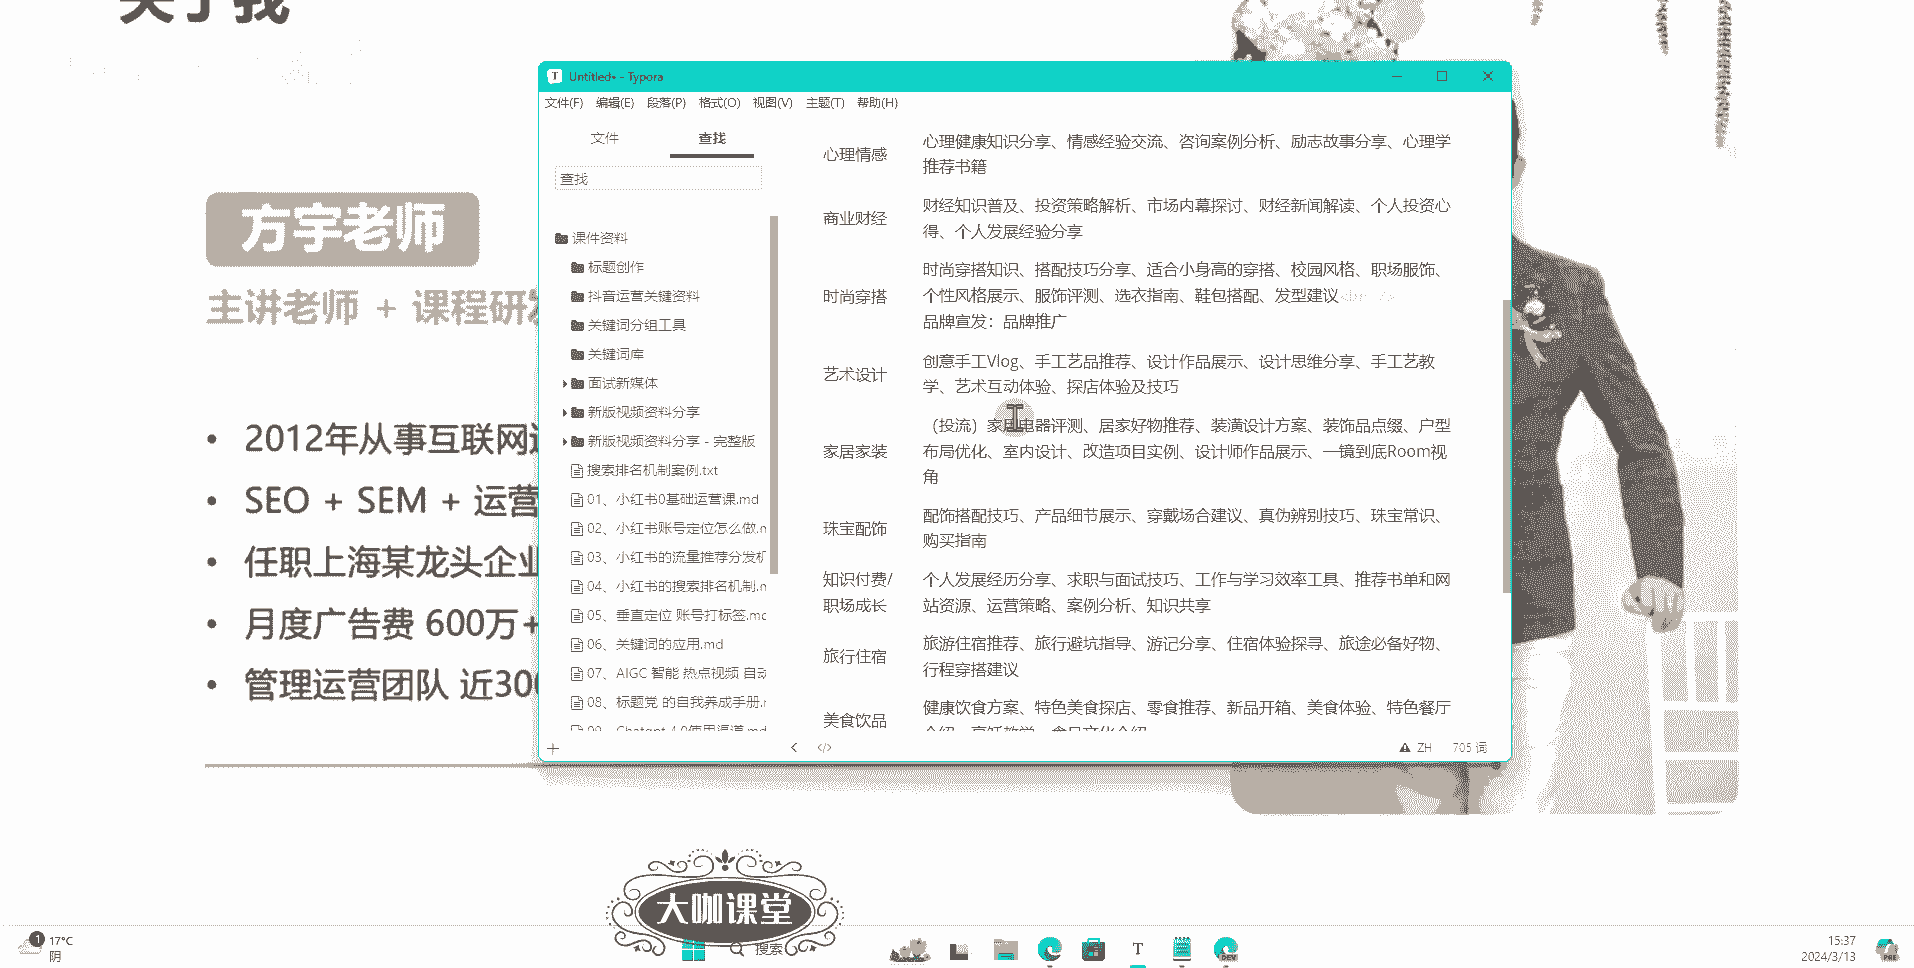 关于我
方宇老师
主讲老师 + 课程研发
2012年从事互联网运
SEO + SEM + 运营
任职上海某龙头企业
月度广告费 600万+
管理运营团队 近300
Untitled• - Typora
文件(F) 编辑(E) 段落(P) 格式(O) 视图(V) 主题(T) 帮助(H)
文件 查找
查找
课件资料
标题创作
抖音运营关键资料
关键词分组工具
关键词库
面试新媒体
新版视频资料分享
新版视频资料分享 - 完整版
搜索排名机制案例.txt
01、小红书0基础运营课.md
02、小红书账号定位怎么做.m
03、小红书的流量推荐分发机
04、小红书的搜索排名机制.m
05、垂直定位 账号打标签.md
06、关键词的应用.md
07、AIGC 智能 热点视频 自动
08、标题党 的自我养成手册.m
09、Chatgpt 4.0使用渠道.md
心理情感
心理健康知识分享、情感经验交流、咨询案例分析、励志故事分享、心理学
推荐书籍
商业财经
财经知识普及、投资策略解析、市场内幕探讨、财经新闻解读、个人投资心
得、个人发展经验分享
时尚穿搭
时尚穿搭知识、搭配技巧分享、适合小身高的穿搭、校园风格、职场服饰、
个性风格展示、服饰评测、选衣指南、鞋包搭配、发型建议<br />
品牌宣发：品牌推广
艺术设计
创意手工Vlog、手工艺品推荐、设计作品展示、设计思维分享、手工艺教
学、艺术互动体验、探店体验及技巧
家居家装
（投流）家居电器评测、居家好物推荐、装潢设计方案、装饰品点缀、户型
布局优化、室内设计、改造项目实例、设计师作品展示、一镜到底Room视
角
珠宝配饰
配饰搭配技巧、产品细节展示、穿戴场合建议、真伪辨别技巧、珠宝常识、
购买指南
知识付费/
职场成长
个人发展经历分享、求职与面试技巧、工作与学习效率工具、推荐书单和网
站资源、运营策略、案例分析、知识共享
旅行住宿
旅游住宿推荐、旅行避坑指导、游记分享、住宿体验探寻、旅途必备好物、
行程穿搭建议
美食饮品
健康饮食方案、特色美食探店、零食推荐、新品开箱、美食体验、特色餐厅
介绍、烹饪教学、食品文化介绍
ZH 705 词
大咖课堂
1 17°C
阴
搜索
T
DEV
15:37
2024/3/13
PRE